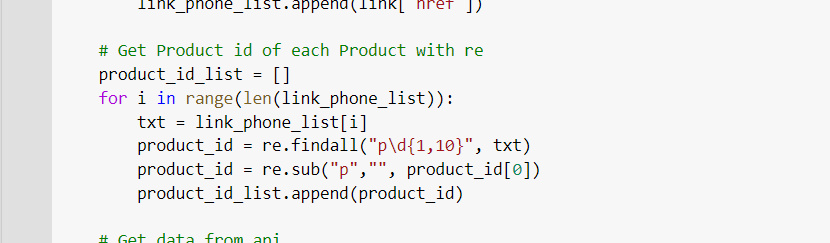 link_phone_list.append(link['href'])
# Get Product id of each Product with re
product_id_list = []
for i in range(len(link_phone_list)):
txt = link_phone_list[i]
product_id = re.findall("p\d{1,10}", txt)
product_id = re.sub("p","", product_id[0])
product_id_list.append(product_id)
# Get data from api